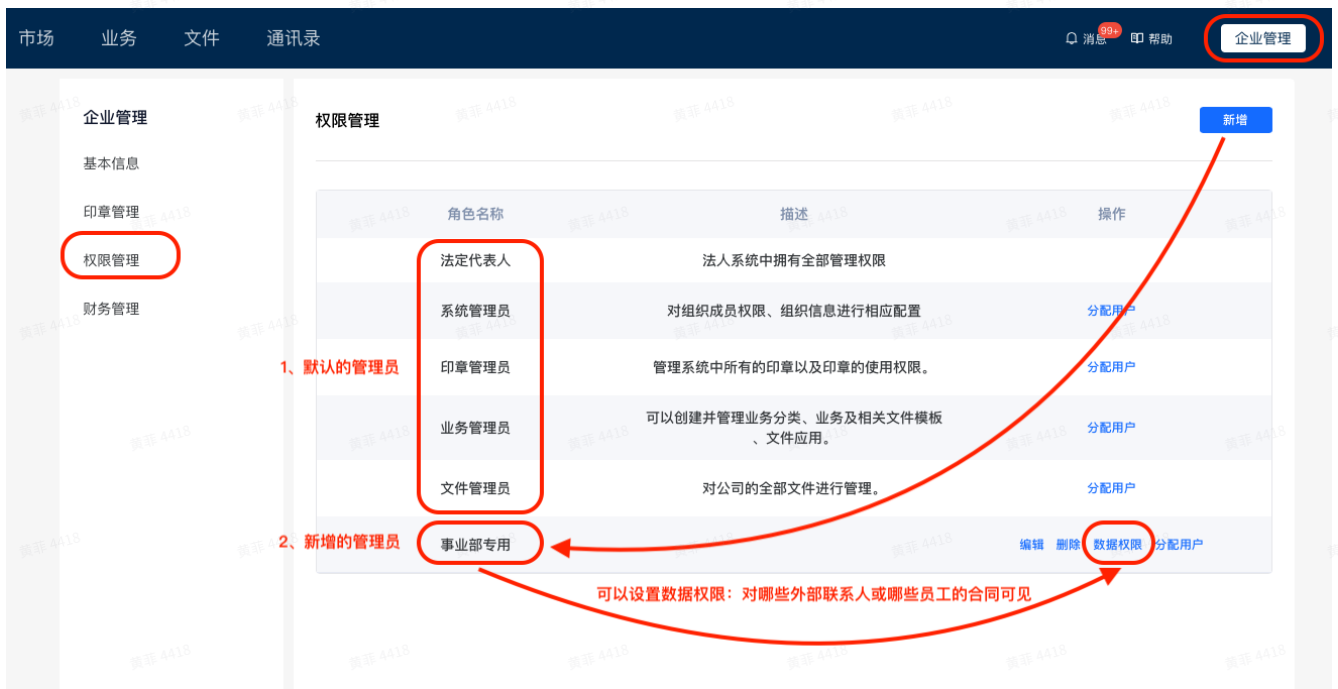 市场 业务 文件 通讯录 消息 99+ 帮助 企业管理
企业管理
基本信息
印章管理
权限管理
财务管理
权限管理 新增
角色名称 描述 操作
法定代表人 法人系统中拥有全部管理权限
系统管理员 对组织成员权限、组织信息进行相应配置 分配用户
1、默认的管理员 印章管理员 管理系统中所有的印章以及印章的使用权限。 分配用户
业务管理员 可以创建并管理业务分类、业务及相关文件模板
、文件应用。 分配用户
文件管理员 对公司的全部文件进行管理。 分配用户
2、新增的管理员 事业部专用 编辑 删除 数据权限 分配用户
可以设置数据权限：对哪些外部联系人或哪些员工的合同可见
黄菲 4418